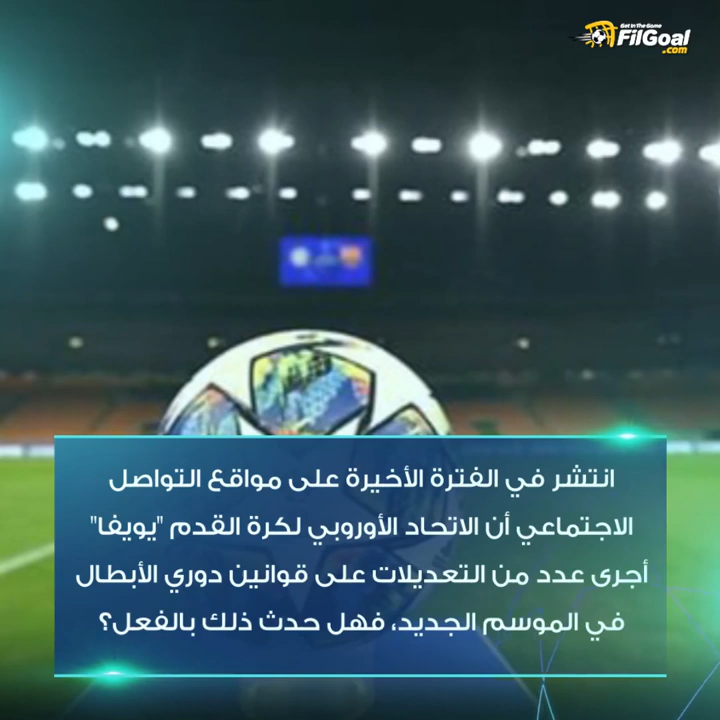 Get In The Game
FilGoal
.com
انتشر في الفترة الأخيرة على مواقع التواصل
الاجتماعي أن الاتحاد الأوروبي لكرة القدم "يويفا"
أجرى عدد من التعديلات على قوانين دوري الأبطال
في الموسم الجديد، فهل حدث ذلك بالفعل؟